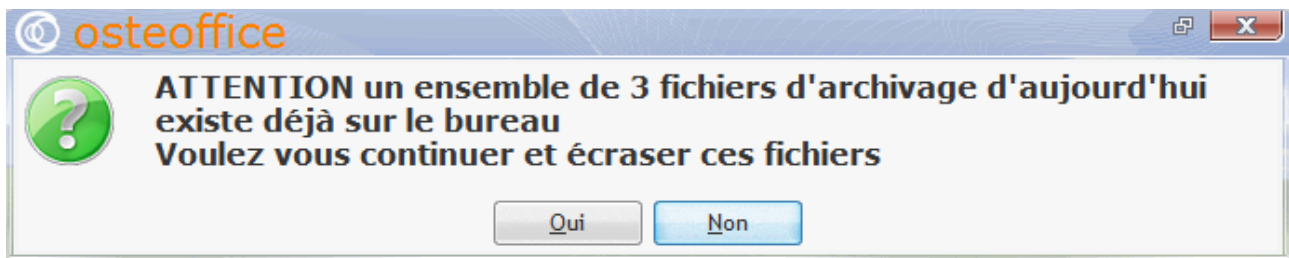 osteoffice
ATTENTION un ensemble de 3 fichiers d'archivage d'aujourd'hui
existe déjà sur le bureau
Voulez vous continuer et écraser ces fichiers
Oui
Non